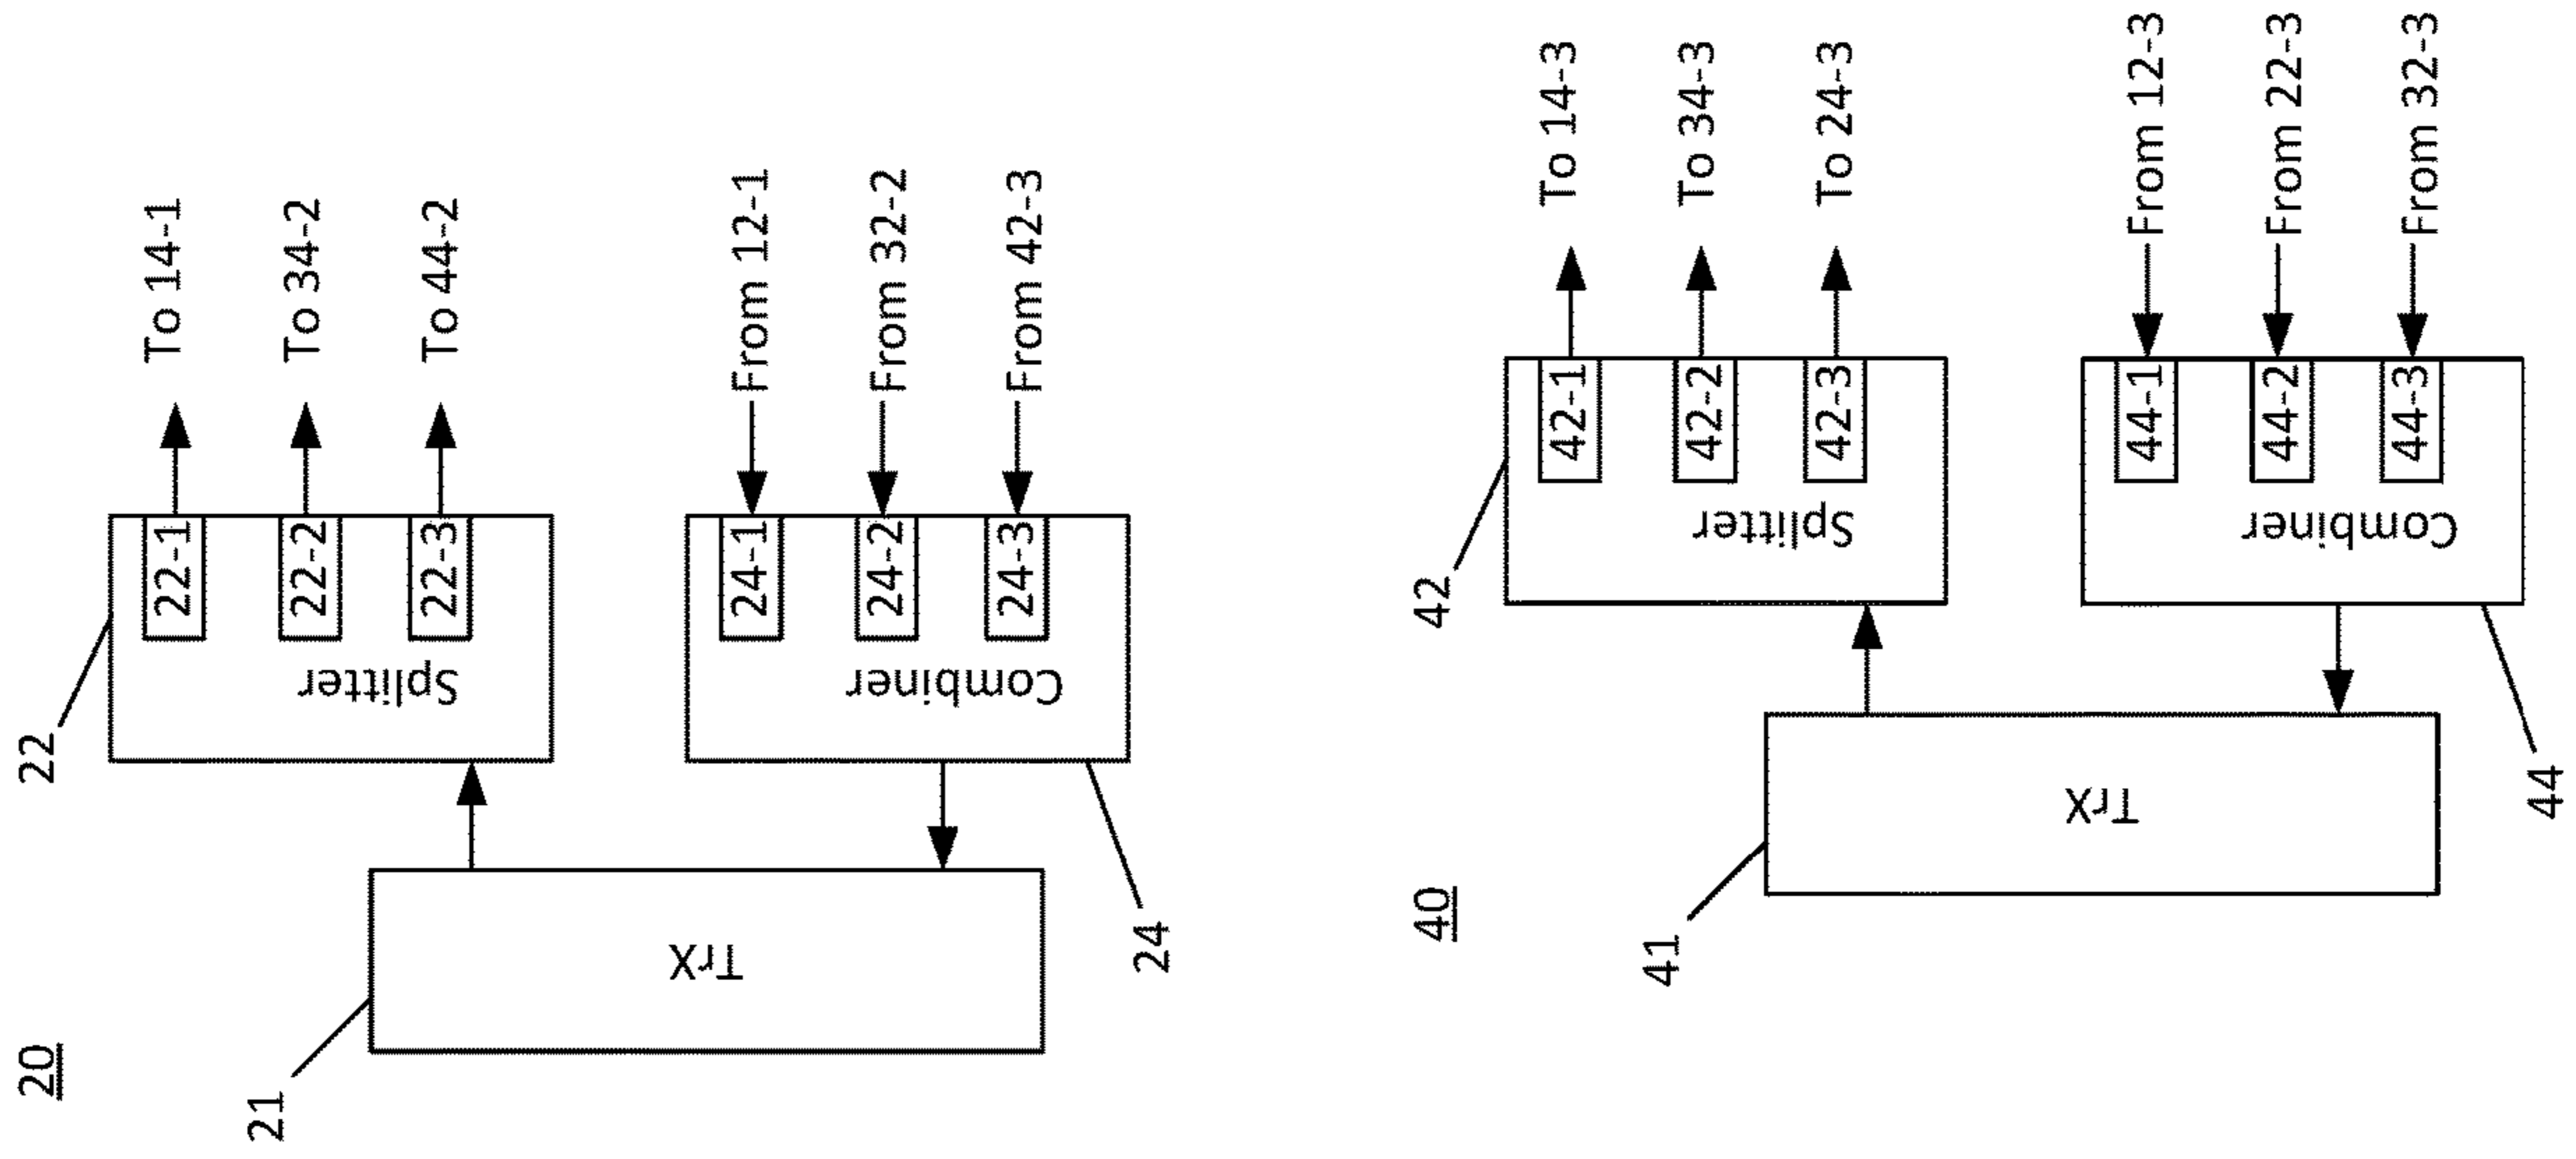 20
21
TrX
22
Splitter
22-1
22-2
22-3
To 14-1
To 34-2
To 44-2
24
Combiner
24-1
24-2
24-3
From 12-1
From 32-2
From 42-3
40
41
TrX
42
Splitter
42-1
42-2
42-3
To 14-3
To 34-3
To 24-3
44
Combiner
44-1
44-2
44-3
From 12-3
From 22-3
From 32-3